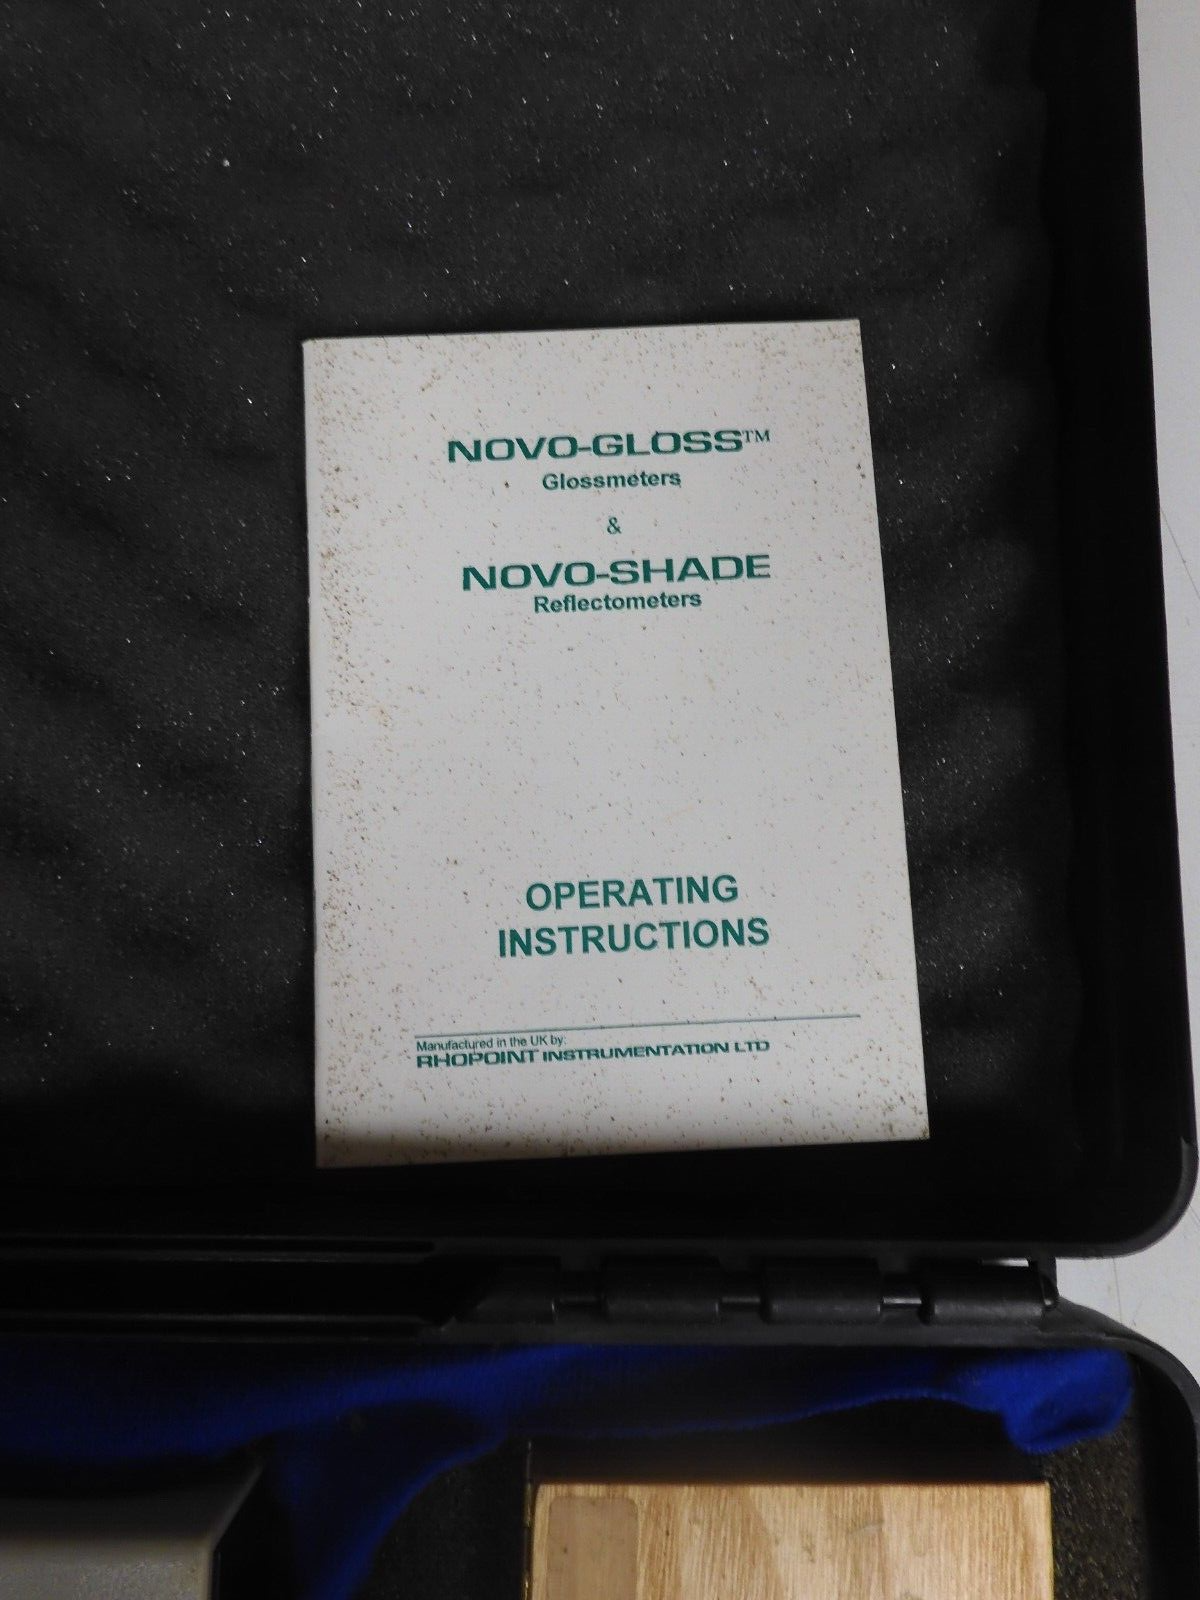 NOVO-GLOSS™
Glossmeters
&
NOVO-SHADE
Reflectometers
OPERATING
INSTRUCTIONS
Manufactured in the UK by:
RHOPOINT INSTRUMENTATION LTD